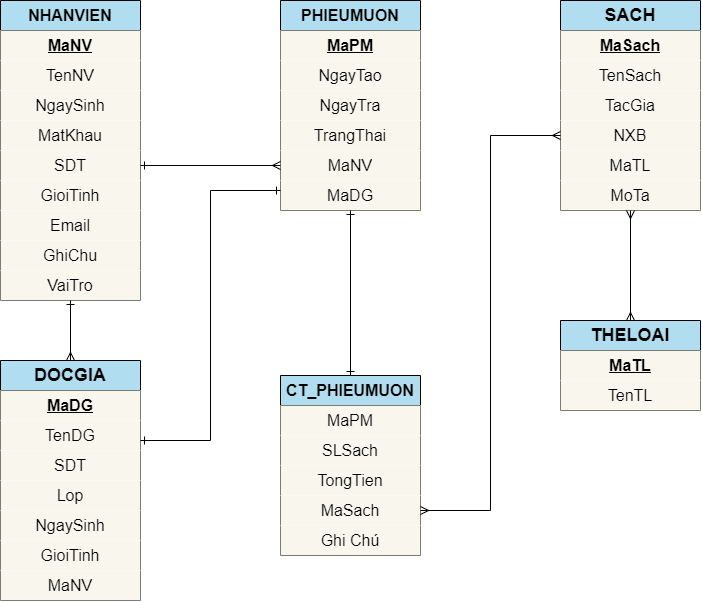 NHANVIEN
MaNV
TenNV
NgaySinh
MatKhau
SDT
GioiTinh
Email
GhiChu
VaiTro
PHIEUMUON
MaPM
NgayTao
NgayTra
TrangThai
MaNV
MaDG
SACH
MaSach
TenSach
TacGia
NXB
MaTL
MoTa
DOCGIA
MaDG
TenDG
SDT
Lop
NgaySinh
GioiTinh
MaNV
CT_PHIEUMUON
MaPM
SLSach
TongTien
MaSach
Ghi Chú
THELOAI
MaTL
TenTL